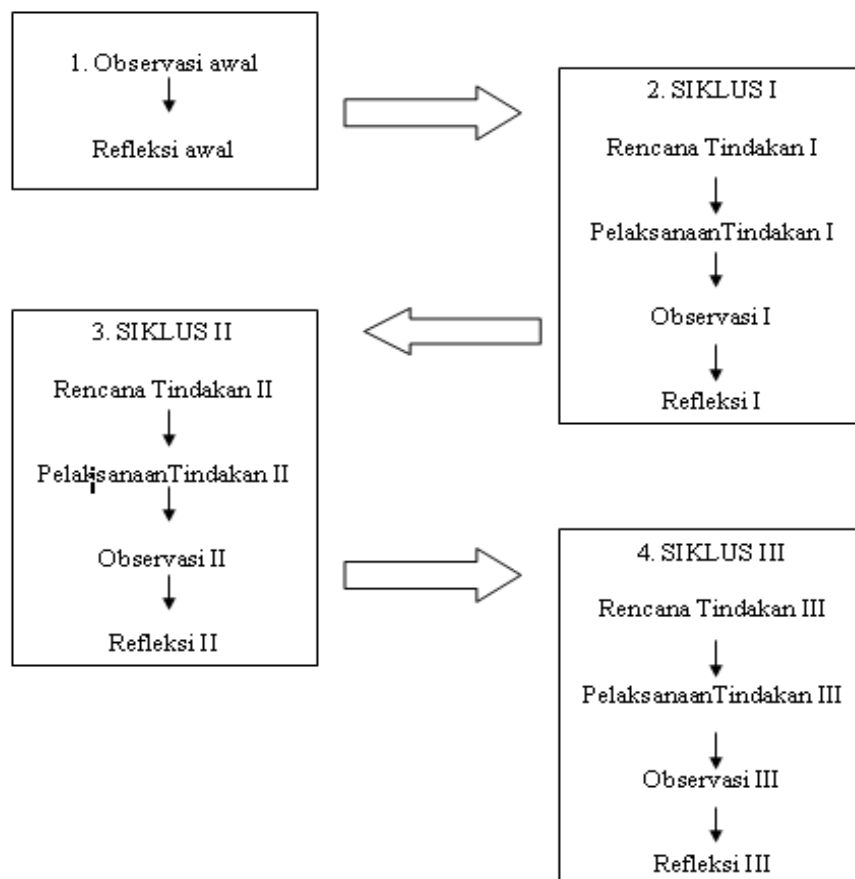 1. Observasi awal
Refleksi awal
2. SIKLUS I
Rencana Tindakan I
PelaksanaanTindakan I
Observasi I
Refleksi I
3. SIKLUS II
Rencana Tindakan II
PelaksanaanTindakan II
Observasi II
Refleksi II
4. SIKLUS III
Rencana Tindakan III
PelaksanaanTindakan III
Observasi III
Refleksi III